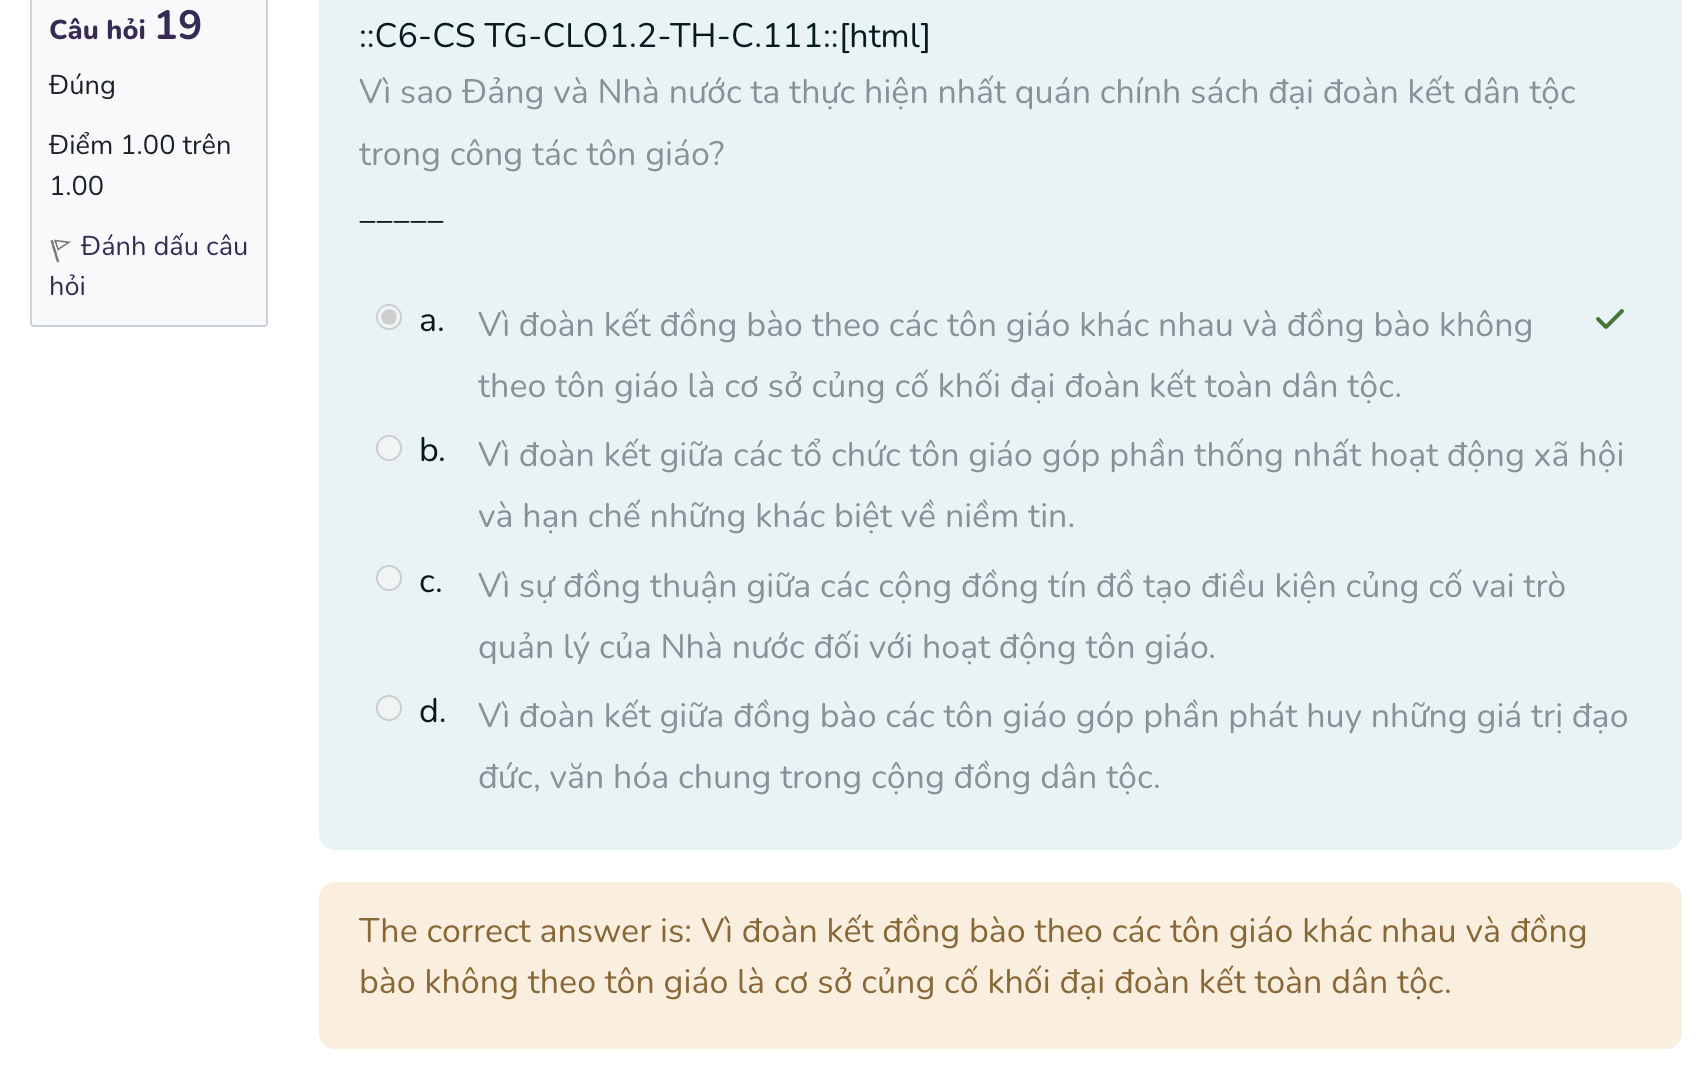 Câu hỏi 19
Đúng
Điểm 1.00 trên
1.00
Đánh dấu câu
hỏi
::C6-CS TG-CLO1.2-TH-C.111::[html]
Vì sao Đảng và Nhà nước ta thực hiện nhất quán chính sách đại đoàn kết dân tộc
trong công tác tôn giáo?
_____
a. Vì đoàn kết đồng bào theo các tôn giáo khác nhau và đồng bào không
theo tôn giáo là cơ sở củng cố khối đại đoàn kết toàn dân tộc.
b. Vì đoàn kết giữa các tổ chức tôn giáo góp phần thống nhất hoạt động xã hội
và hạn chế những khác biệt về niềm tin.
c. Vì sự đồng thuận giữa các cộng đồng tín đồ tạo điều kiện củng cố vai trò
quản lý của Nhà nước đối với hoạt động tôn giáo.
d. Vì đoàn kết giữa đồng bào các tôn giáo góp phần phát huy những giá trị đạo
đức, văn hóa chung trong cộng đồng dân tộc.
The correct answer is: Vì đoàn kết đồng bào theo các tôn giáo khác nhau và đồng
bào không theo tôn giáo là cơ sở củng cố khối đại đoàn kết toàn dân tộc.